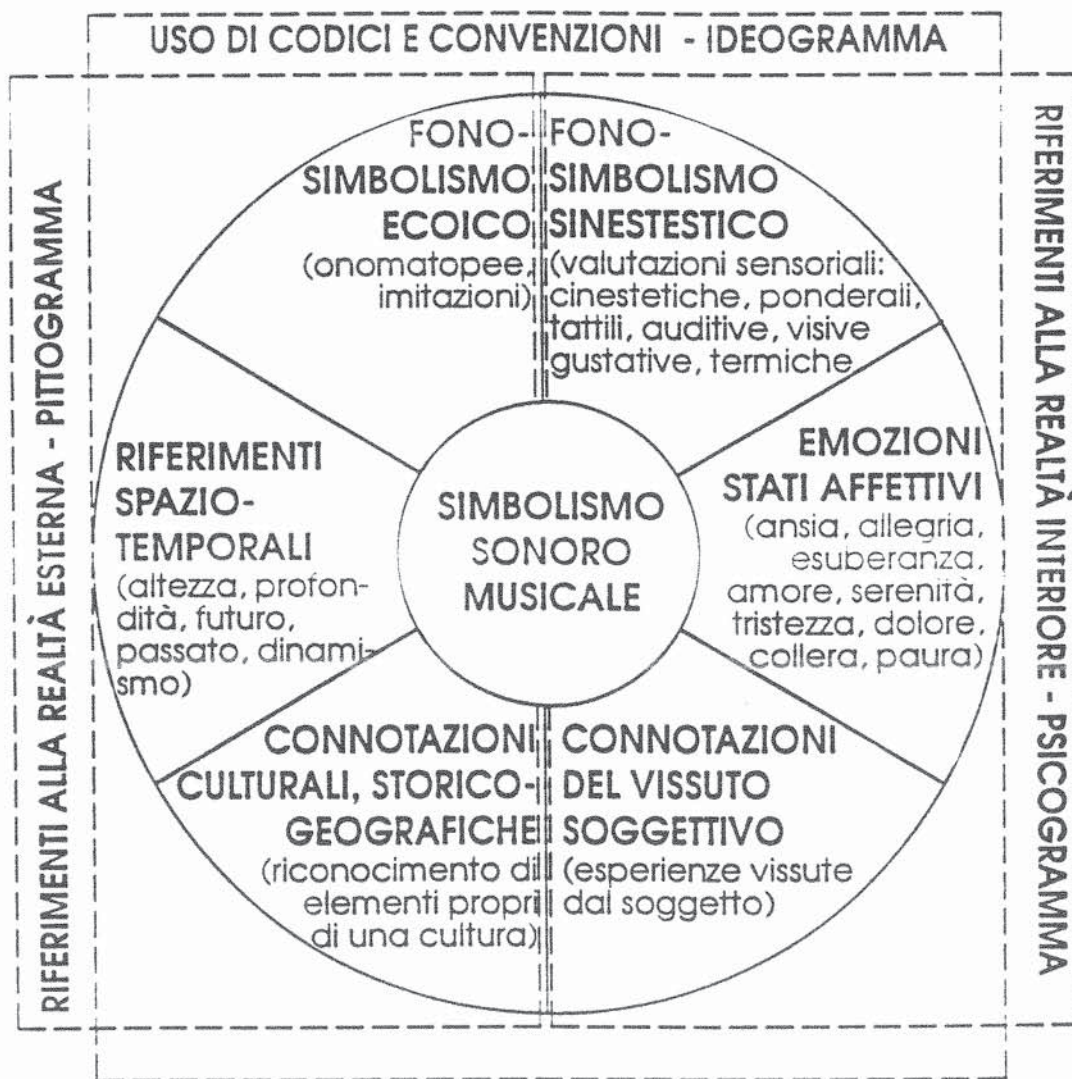 USO DI CODICI E CONVENZIONI - IDEOGRAMMA
RIFERIMENTI ALLA REALTÀ ESTERNA - PITTOGRAMMA
FONO-
SIMBOLISMO
ECOICO
(onomatopee,
imitazioni)
FONO-
SIMBOLISMO
SINESTESTICO
(valutazioni sensoriali:
cinestetiche, ponderali,
tattili, auditive, visive
gustative, termiche
RIFERIMENTI
SPAZIO-
TEMPORALI
(altezza, profon-
dità, futuro,
passato, dinami-
smo)
SIMBOLISMO
SONORO
MUSICALE
EMOZIONI
STATI AFFETTIVI
(ansia, allegria,
esuberanza,
amore, serenità,
tristezza, dolore,
collera, paura)
CONNOTAZIONI
CULTURALI, STORICO-
GEOGRAFICHE
(riconoscimento di
elementi propri
di una cultura)
CONNOTAZIONI
DEL VISSUTO
SOGGETTIVO
(esperienze vissute
dal soggetto)
RIFERIMENTI ALLA REALTÀ INTERIORE - PSICOGRAMMA